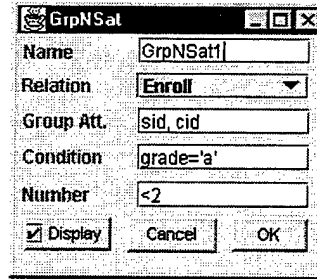 GrpNSat
Name GrpNSat1
Relation Enroll
Group Att. sid, cid
Condition grade='a'
Number <2
Display Cancel OK